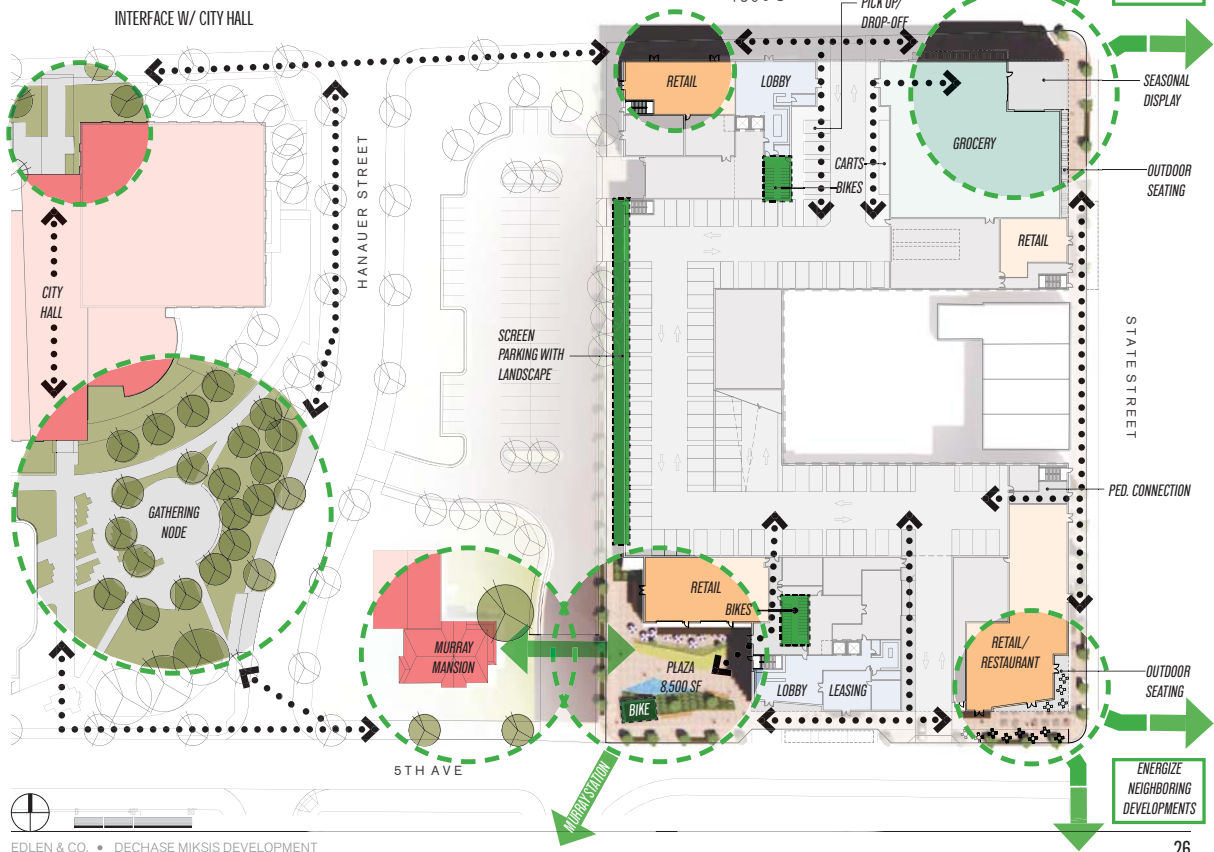 INTERFACE W/ CITY HALL
PICK UP/
DROP-OFF
RETAIL
LOBBY
SEASONAL
DISPLAY
GROCERY
CARTS
BIKES
OUTDOOR
SEATING
HANAUER STREET
RETAIL
CITY
HALL
SCREEN
PARKING WITH
LANDSCAPE
STATE STREET
PED. CONNECTION
GATHERING
NODE
RETAIL
BIKES
MURRAY
MANSION
PLAZA
8,500 SF
BIKE
LOBBY
LEASING
RETAIL/
RESTAURANT
OUTDOOR
SEATING
5TH AVE
MURRAY STATION
ENERGIZE
NEIGHBORING
DEVELOPMENTS
EDLEN & CO. • DECHASE MIKSIS DEVELOPMENT
26